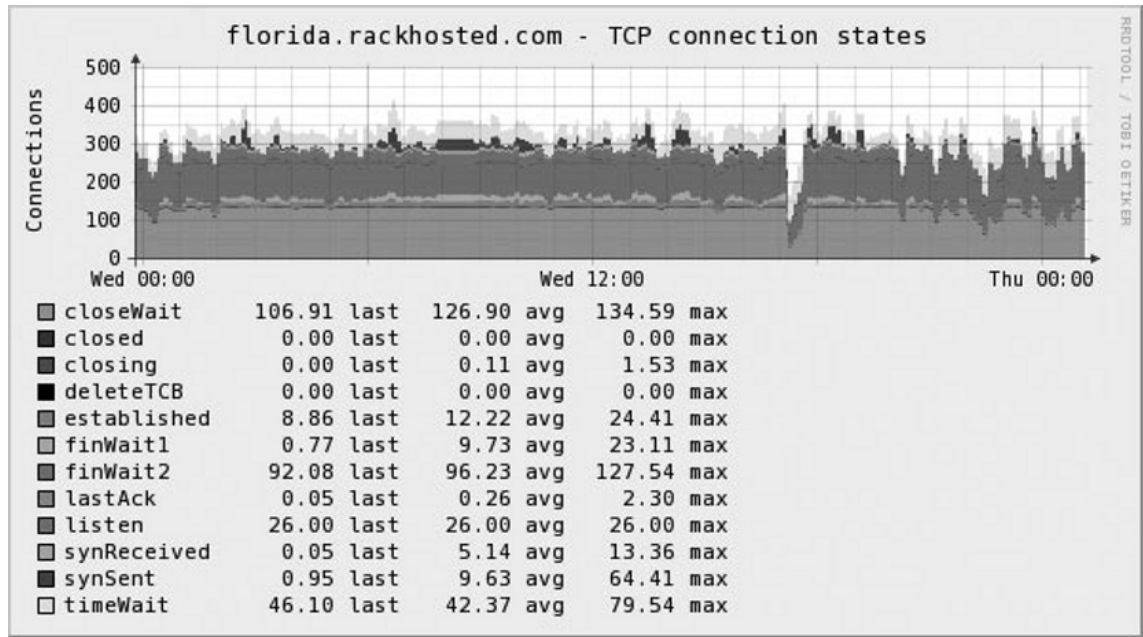 florida.rackhosted.com - TCP connection states
RRDTOOL / TOBI OETIKER
Connections
500
400
300
200
100
0
Wed 00:00 Wed 12:00 Thu 00:00
closeWait 106.91 last 126.90 avg 134.59 max
closed 0.00 last 0.00 avg 0.00 max
closing 0.00 last 0.11 avg 1.53 max
deleteTCB 0.00 last 0.00 avg 0.00 max
established 8.86 last 12.22 avg 24.41 max
finWait1 0.77 last 9.73 avg 23.11 max
finWait2 92.08 last 96.23 avg 127.54 max
lastAck 0.05 last 0.26 avg 2.30 max
listen 26.00 last 26.00 avg 26.00 max
synReceived 0.05 last 5.14 avg 13.36 max
synSent 0.95 last 9.63 avg 64.41 max
timeWait 46.10 last 42.37 avg 79.54 max